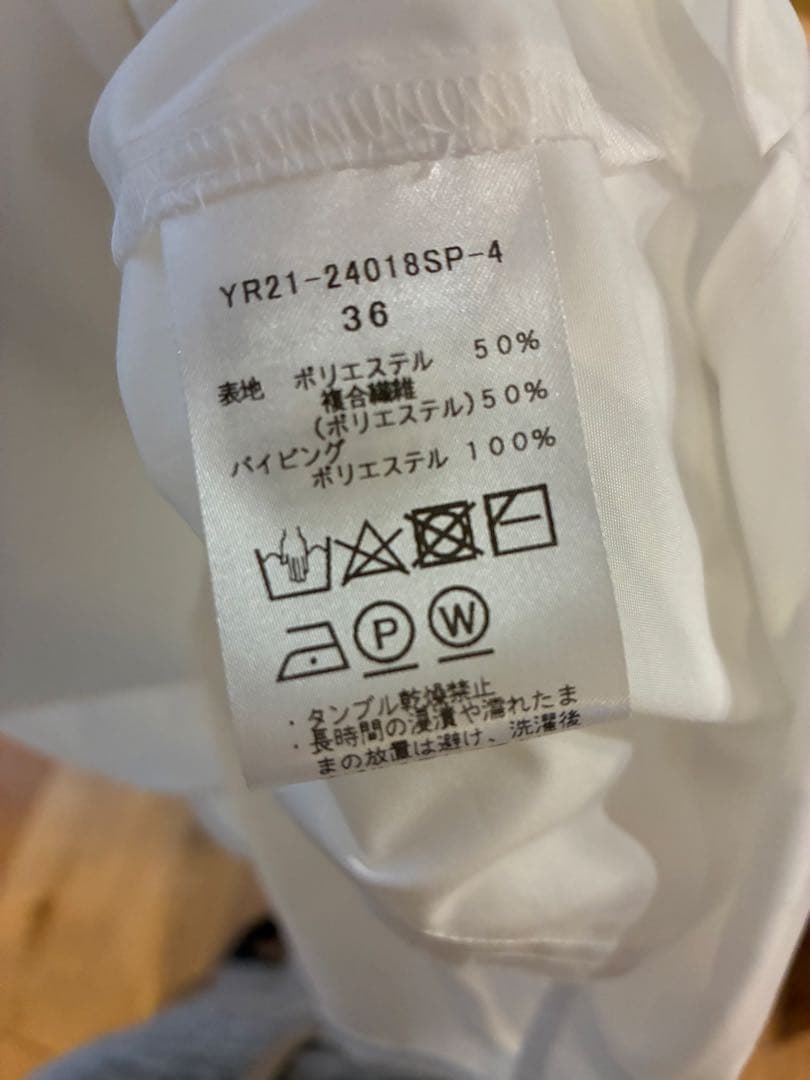 YR21-24018SP-4
36
表地 ポリエステル 50%
複合繊維
(ポリエステル)50%
パイピング
ポリエステル 100%
P W
・タンブル乾燥禁止
・長時間の浸漬や濡れたま
まの放置は避け、洗濯後